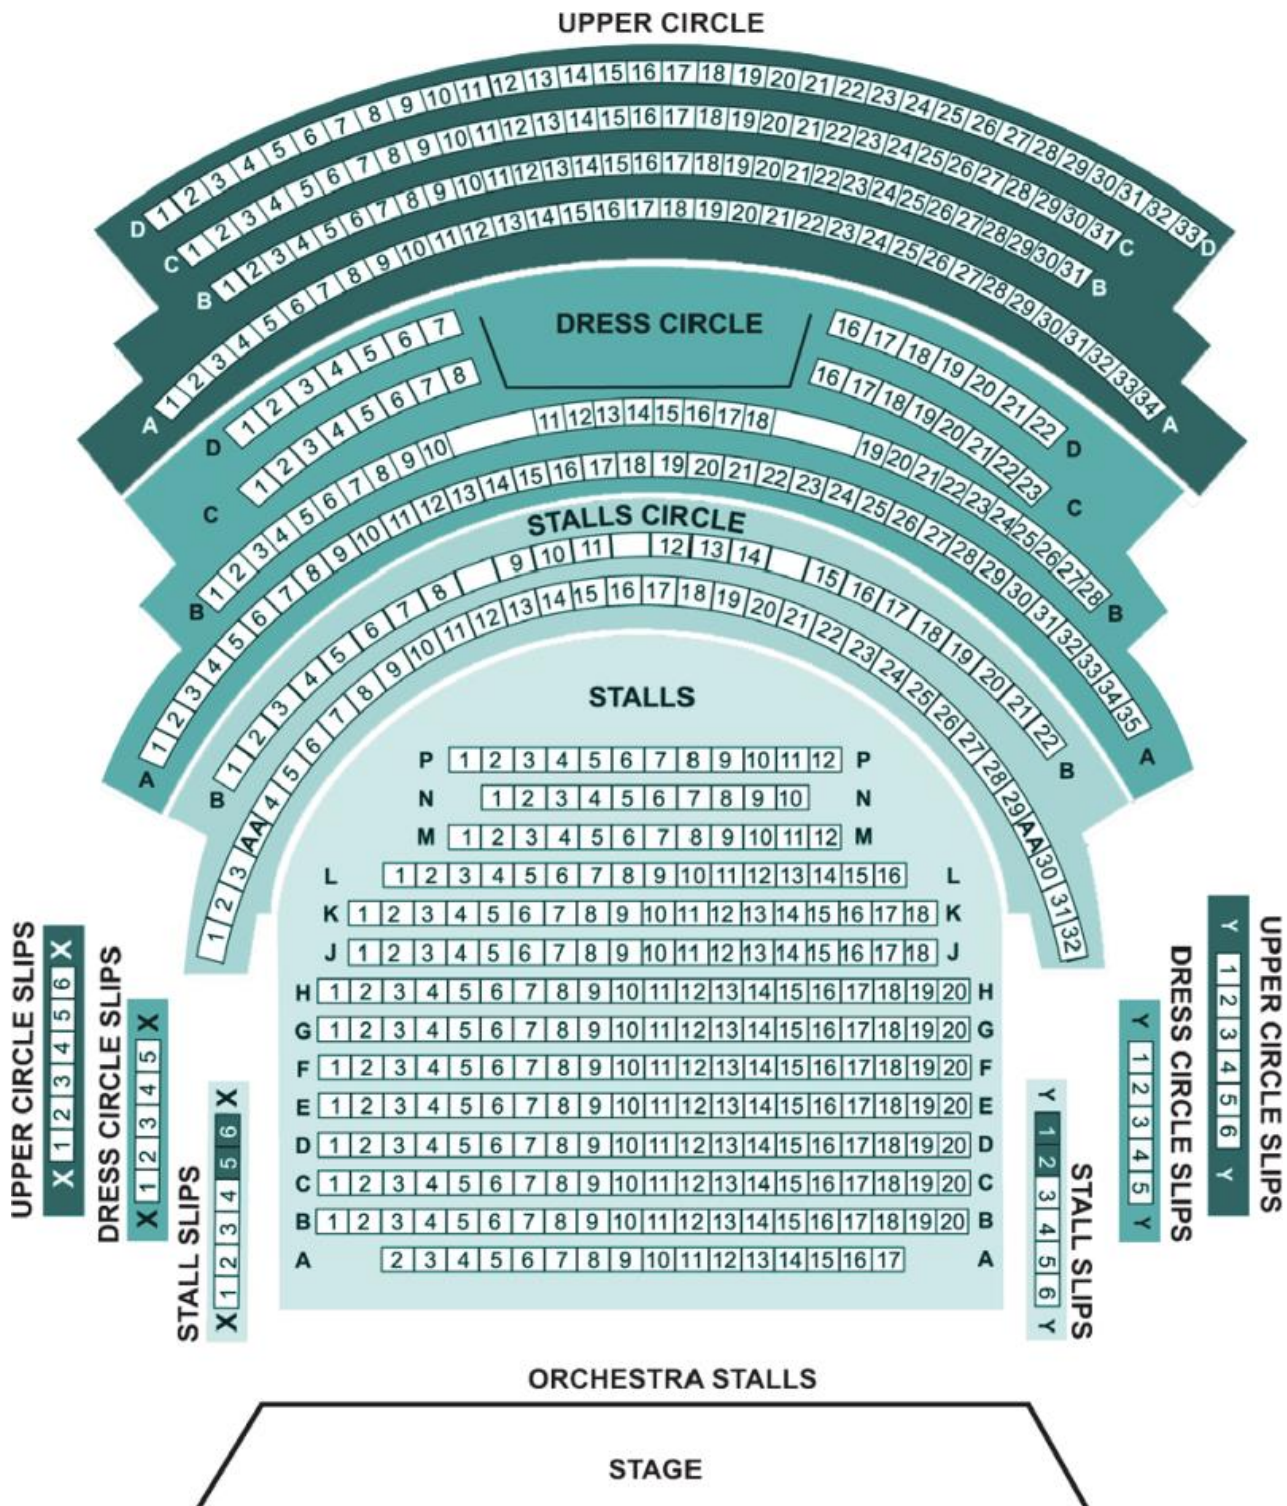 UPPER CIRCLE
D 1 2 3 4 5 6 7 8 9 10 11 12 13 14 15 16 17 18 19 20 21 22 23 24 25 26 27 28 29 30 31 32 33 D
C 1 2 3 4 5 6 7 8 9 10 11 12 13 14 15 16 17 18 19 20 21 22 23 24 25 26 27 28 29 30 31 C
B 1 2 3 4 5 6 7 8 9 10 11 12 13 14 15 16 17 18 19 20 21 22 23 24 25 26 27 28 29 30 31 B
A 1 2 3 4 5 6 7 8 9 10 11 12 13 14 15 16 17 18 19 20 21 22 23 24 25 26 27 28 29 30 31 32 33 34 A
DRESS CIRCLE
D 1 2 3 4 5 6 7 16 17 18 19 20 21 22 D
C 1 2 3 4 5 6 7 8 16 17 18 19 20 21 22 23 C
B 1 2 3 4 5 6 7 8 9 10 11 12 13 14 15 16 17 18 19 20 21 22 23 24 25 26 27 28 B
A 1 2 3 4 5 6 7 8 9 10 11 12 13 14 15 16 17 18 19 20 21 22 23 24 25 26 27 28 29 30 31 32 33 34 35 A
STALLS CIRCLE
B 1 2 3 4 5 6 7 8 9 10 11 12 13 14 15 16 17 18 19 20 21 22 B
1 2 3 AA 4 5 6 7 8 9 10 11 12 13 14 15 16 17 18 19 20 21 22 23 24 25 26 27 28 29 AA 30 31 32
STALLS
P 1 2 3 4 5 6 7 8 9 10 11 12 P
N 1 2 3 4 5 6 7 8 9 10 N
M 1 2 3 4 5 6 7 8 9 10 11 12 M
L 1 2 3 4 5 6 7 8 9 10 11 12 13 14 15 16 L
K 1 2 3 4 5 6 7 8 9 10 11 12 13 14 15 16 17 18 K
J 1 2 3 4 5 6 7 8 9 10 11 12 13 14 15 16 17 18 J
H 1 2 3 4 5 6 7 8 9 10 11 12 13 14 15 16 17 18 19 20 H
G 1 2 3 4 5 6 7 8 9 10 11 12 13 14 15 16 17 18 19 20 G
F 1 2 3 4 5 6 7 8 9 10 11 12 13 14 15 16 17 18 19 20 F
E 1 2 3 4 5 6 7 8 9 10 11 12 13 14 15 16 17 18 19 20 E
D 1 2 3 4 5 6 7 8 9 10 11 12 13 14 15 16 17 18 19 20 D
C 1 2 3 4 5 6 7 8 9 10 11 12 13 14 15 16 17 18 19 20 C
B 1 2 3 4 5 6 7 8 9 10 11 12 13 14 15 16 17 18 19 20 B
A 2 3 4 5 6 7 8 9 10 11 12 13 14 15 16 17 A
UPPER CIRCLE SLIPS
X 1 2 3 4 5 6 X
DRESS CIRCLE SLIPS
X 1 2 3 4 5 X
STALL SLIPS
X 1 2 3 4 5 6 X
Y 1 2 3 4 5 6 Y
STALL SLIPS
Y 1 2 3 4 5 Y
DRESS CIRCLE SLIPS
Y 1 2 3 4 5 6 Y
UPPER CIRCLE SLIPS
ORCHESTRA STALLS
STAGE